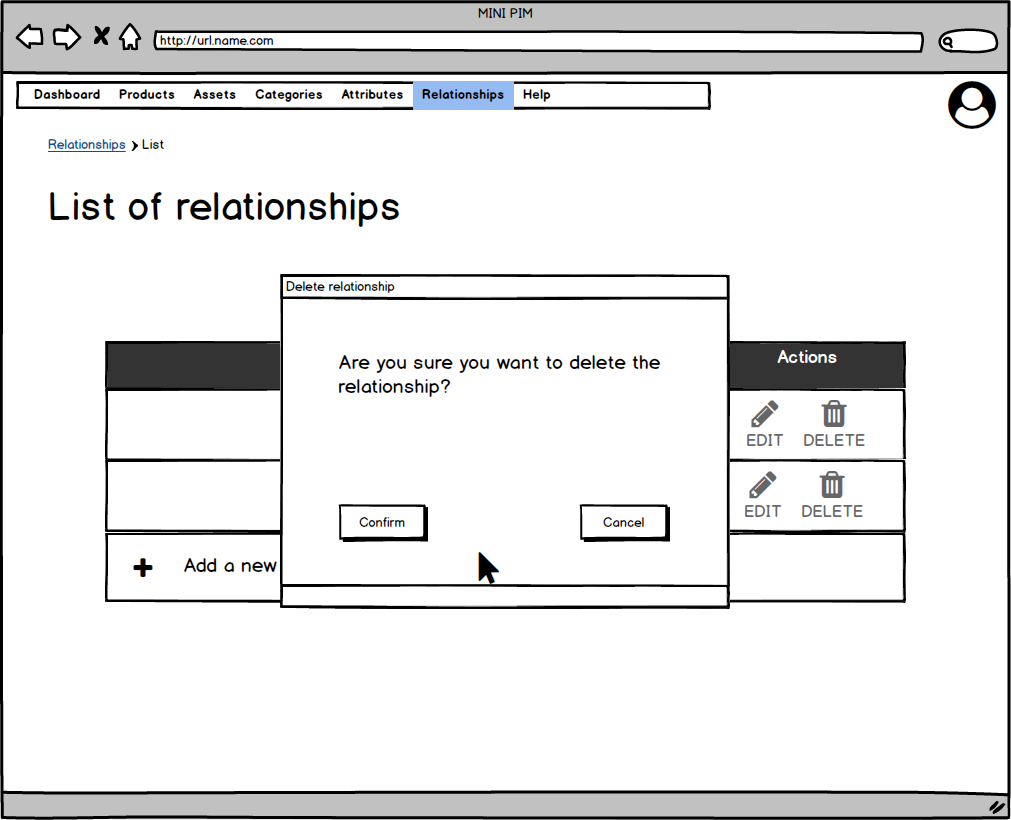 MINI PIM
http://url.name.com
Dashboard Products Assets Categories Attributes Relationships Help
Relationships List
List of relationships
Delete relationship
Are you sure you want to delete the
relationship?
Actions
EDIT DELETE
EDIT DELETE
Confirm Cancel
Add a new